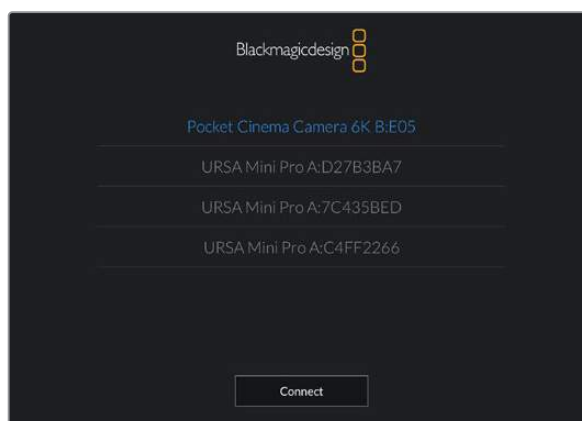 Blackmagicdesign
Pocket Cinema Camera 6K B:E05
URSA Mini Pro A:D27B3BA7
URSA Mini Pro A:7C435BED
URSA Mini Pro A:C4FF2266
Connect